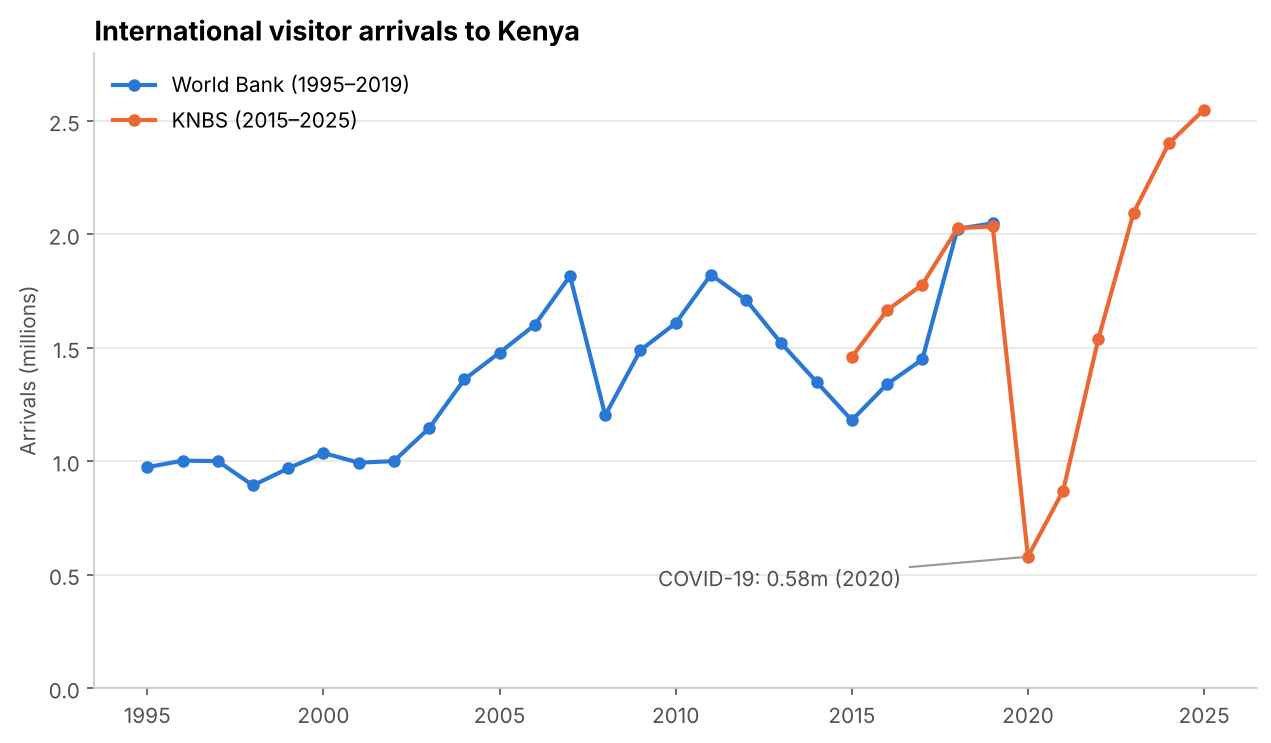 International visitor arrivals to Kenya
World Bank (1995–2019)
KNBS (2015–2025)
Arrivals (millions)
2.5
2.0
1.5
1.0
0.5
0.0
COVID-19: 0.58m (2020)
1995
2000
2005
2010
2015
2020
2025